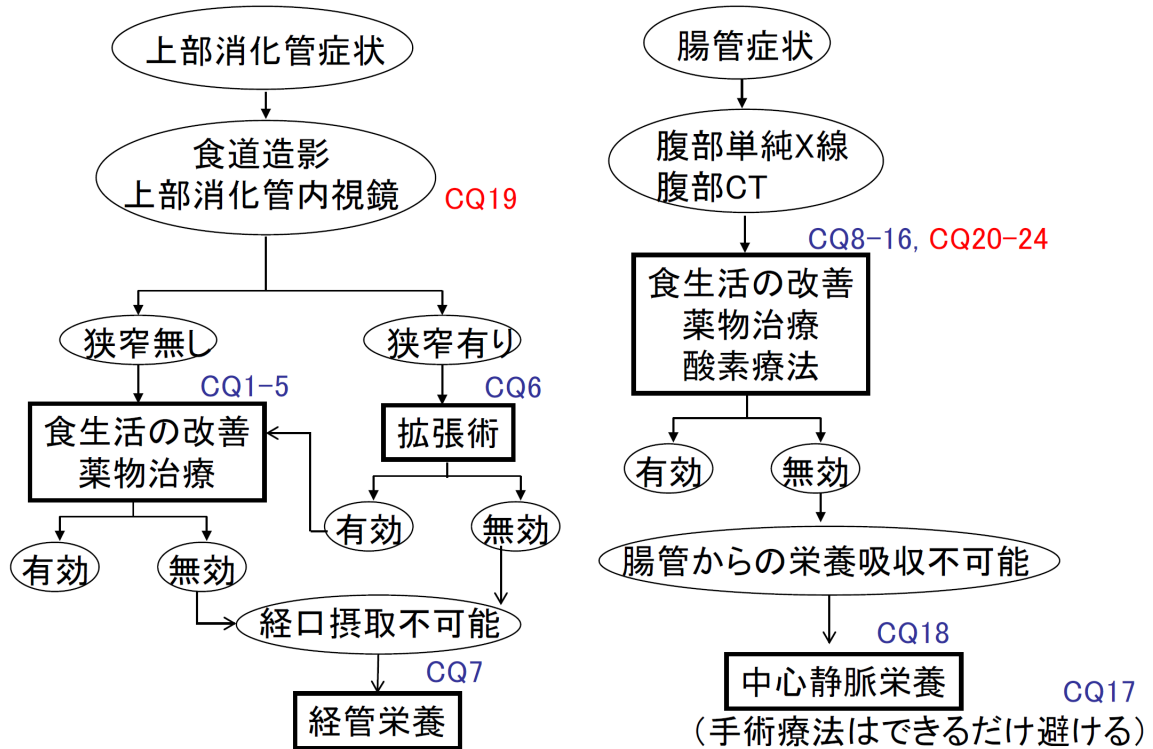 上部消化管症状
食道造影
上部消化管内視鏡
CQ19
狭窄無し
狭窄有り
CQ1-5
CQ6
食生活の改善
薬物治療
拡張術
有効
無効
有効
無効
経口摂取不可能
CQ7
経管栄養
腸管症状
腹部単純X線
腹部CT
CQ8-16, CQ20-24
食生活の改善
薬物治療
酸素療法
有効
無効
腸管からの栄養吸収不可能
CQ18
中心静脈栄養
CQ17
(手術療法はできるだけ避ける)